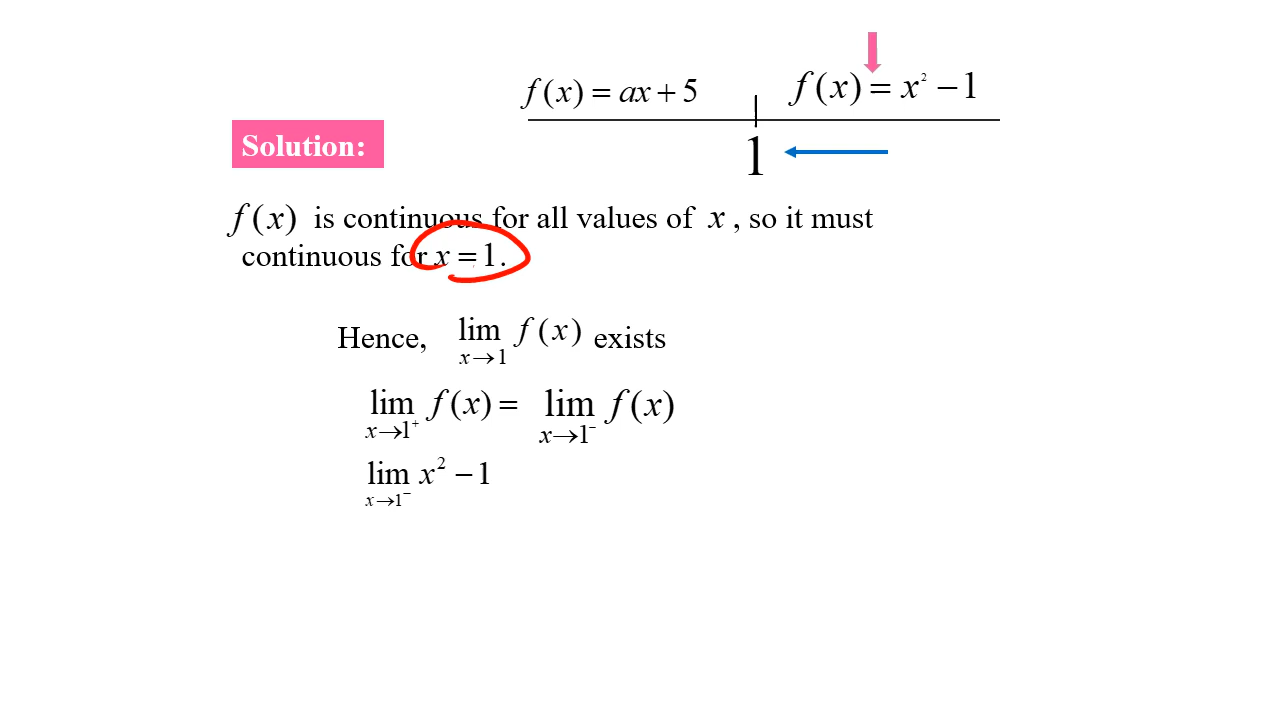 f(x) = ax + 5
f(x) = x² − 1
1
Solution:
f(x) is continuous for all values of x , so it must
continuous for x = 1.
Hence, lim x→1 f(x) exists
lim x→1⁺ f(x) = lim x→1⁻ f(x)
lim x→1⁻ x² − 1